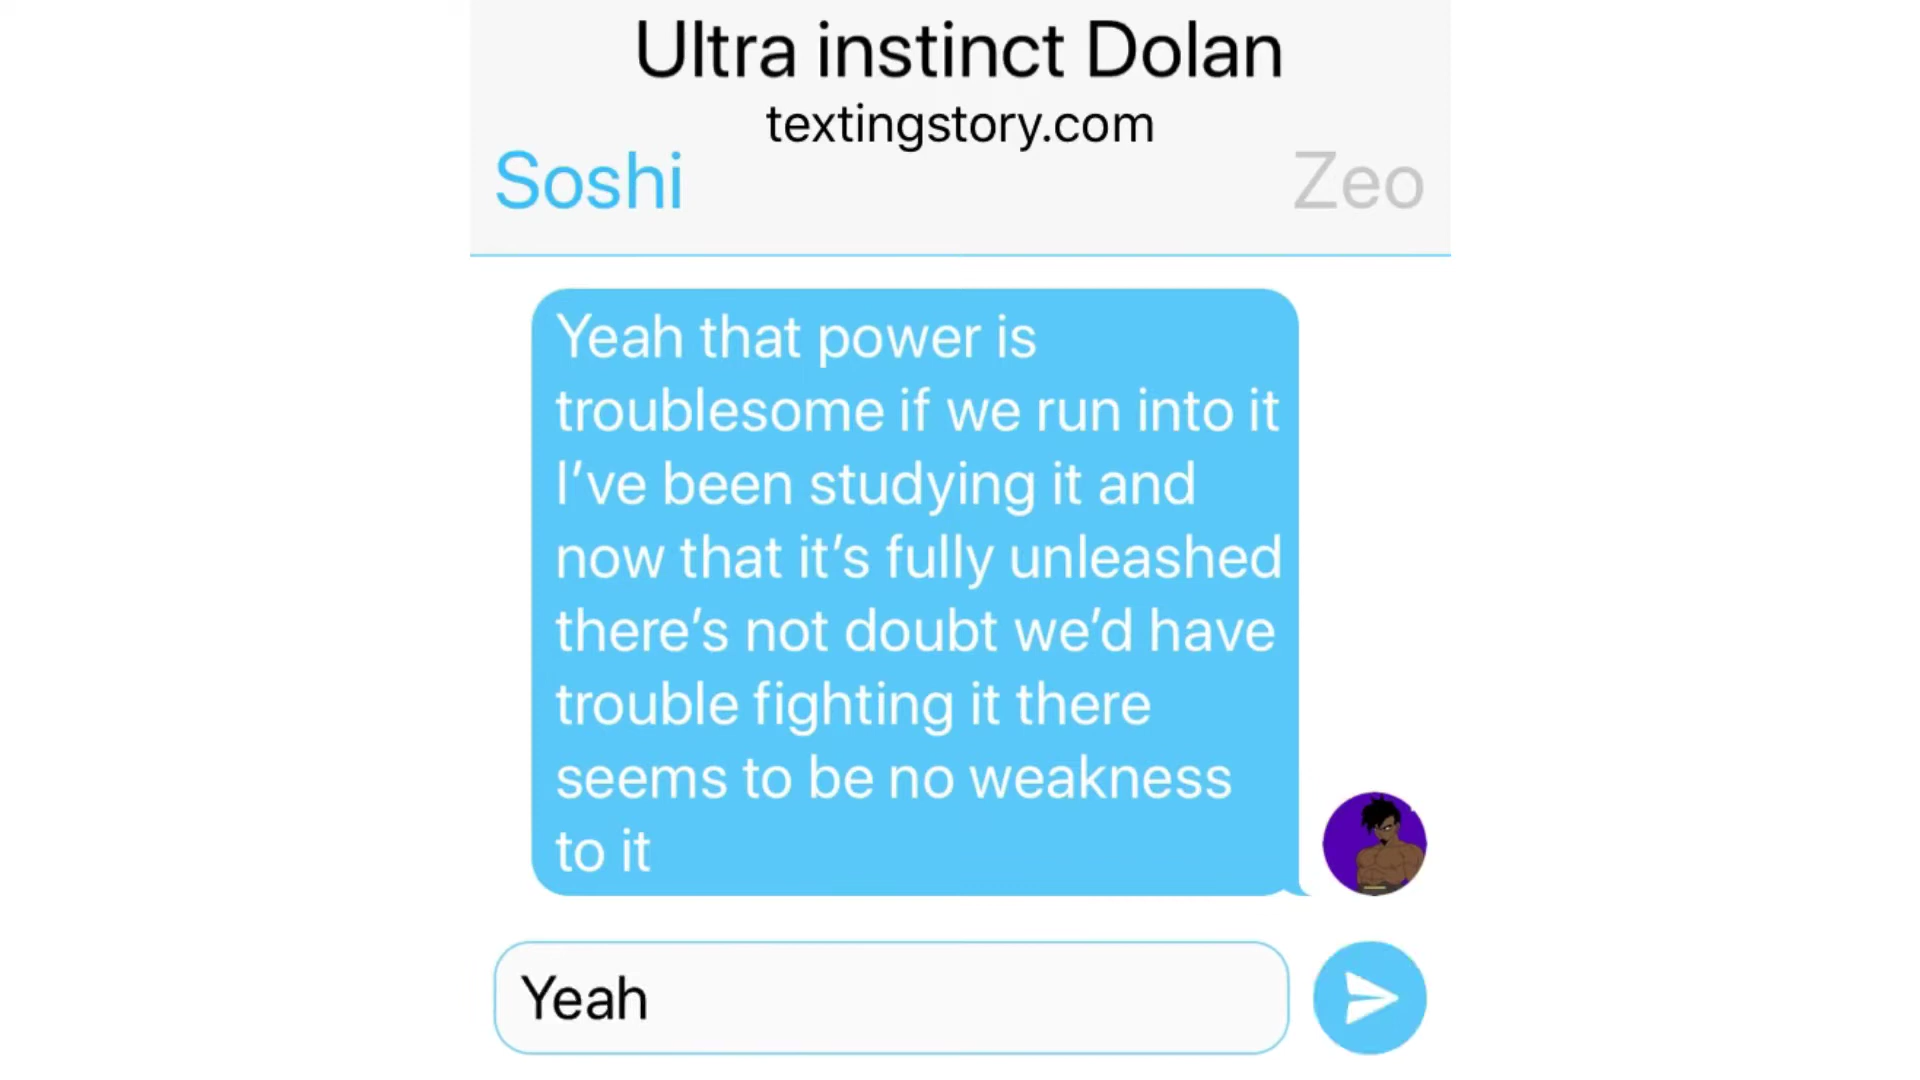 Ultra instinct Dolan
textingstory.com
Soshi
Zeo
Yeah that power is
troublesome if we run into it
I’ve been studying it and
now that it’s fully unleashed
there’s not doubt we’d have
trouble fighting it there
seems to be no weakness
to it
Yeah